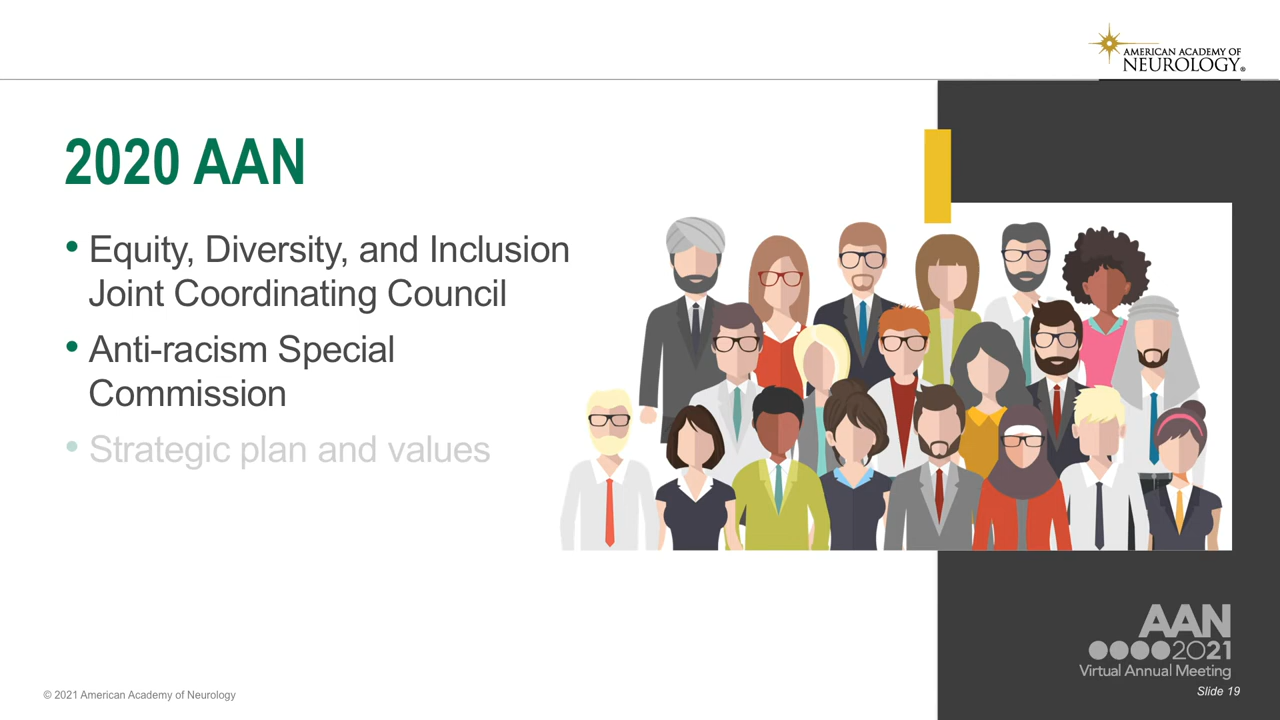 AMERICAN ACADEMY OF
NEUROLOGY®
2020 AAN
• Equity, Diversity, and Inclusion
Joint Coordinating Council
• Anti-racism Special
Commission
• Strategic plan and values
AAN
2021
Virtual Annual Meeting
© 2021 American Academy of Neurology
Slide 19